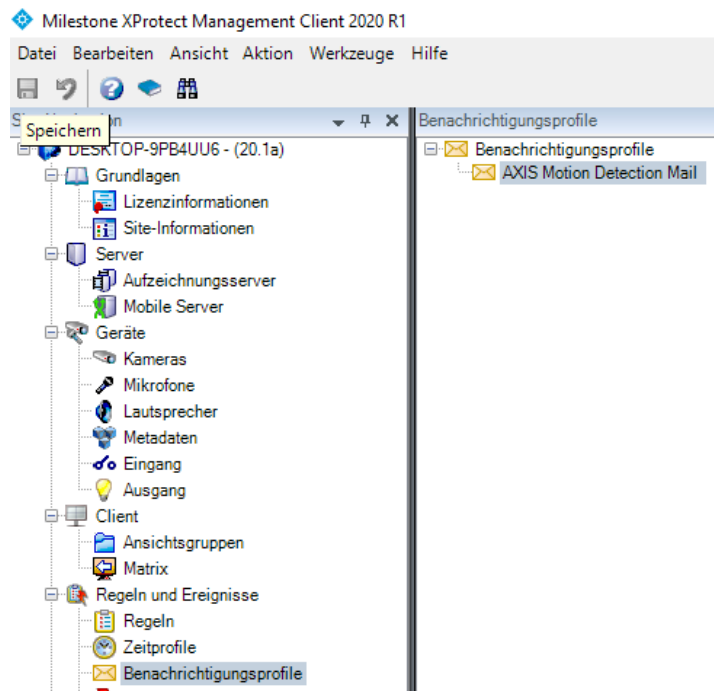 Milestone XProtect Management Client 2020 R1
Datei Bearbeiten Ansicht Aktion Werkzeuge Hilfe
Speichern
Benachrichtigungsprofile
DESKTOP-9PB4UU6 - (20.1a)
Grundlagen
Lizenzinformationen
Site-Informationen
Server
Aufzeichnungsserver
Mobile Server
Geräte
Kameras
Mikrofone
Lautsprecher
Metadaten
Eingang
Ausgang
Client
Ansichtsgruppen
Matrix
Regeln und Ereignisse
Regeln
Zeitprofile
Benachrichtigungsprofile
Benachrichtigungsprofile
AXIS Motion Detection Mail